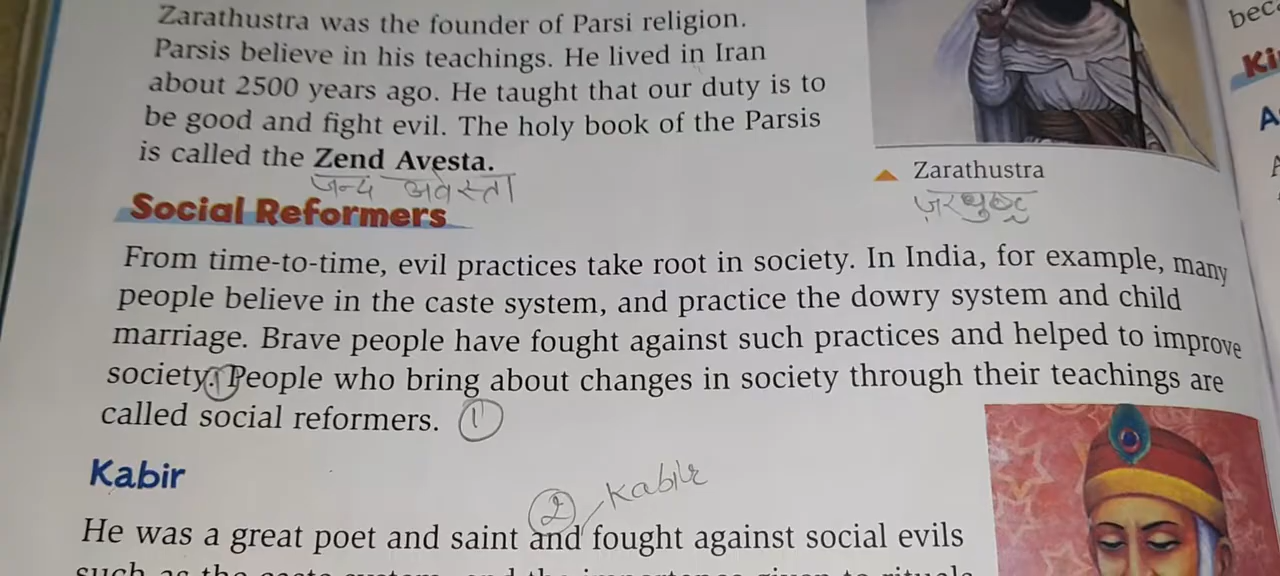 Zarathustra was the founder of Parsi religion.
Parsis believe in his teachings. He lived in Iran
about 2500 years ago. He taught that our duty is to
be good and fight evil. The holy book of the Parsis
is called the Zend Avesta.
जन्द अवेस्ता
Zarathustra
Social Reformers
From time-to-time, evil practices take root in society. In India, for example, many
people believe in the caste system, and practice the dowry system and child
marriage. Brave people have fought against such practices and helped to improve
society. ① People who bring about changes in society through their teachings are
called social reformers. ①
Kabir
② Kabir
He was a great poet and saint and fought against social evils